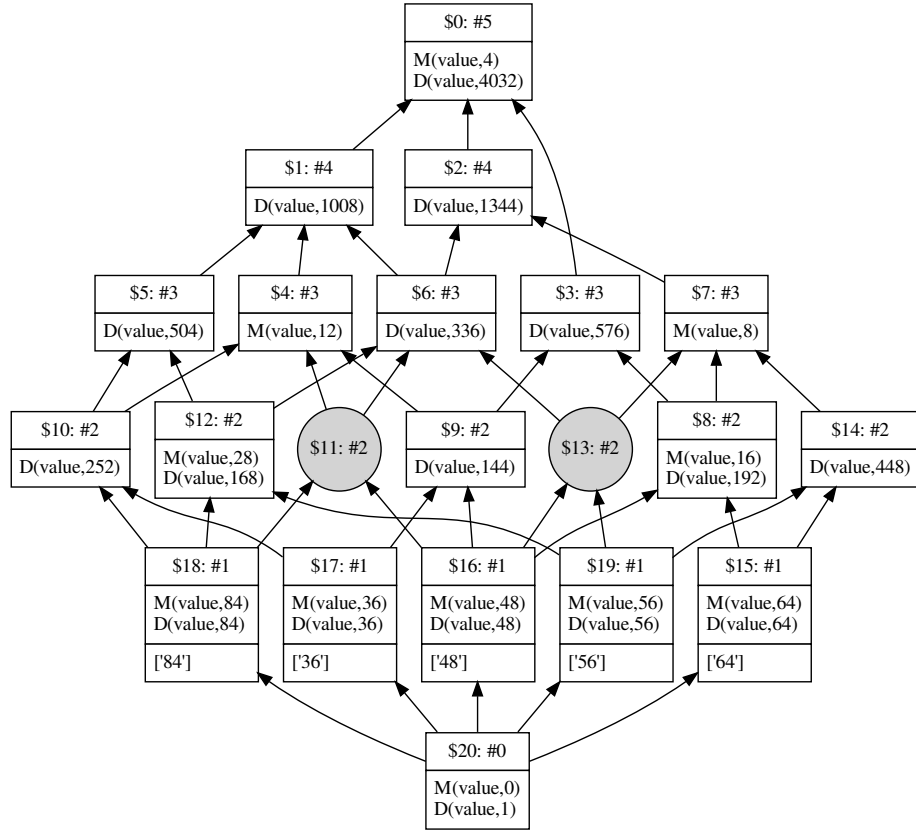 $0: #5
M(value,4)
D(value,4032)
$1: #4
D(value,1008)
$2: #4
D(value,1344)
$5: #3
D(value,504)
$4: #3
M(value,12)
$6: #3
D(value,336)
$3: #3
D(value,576)
$7: #3
M(value,8)
$10: #2
D(value,252)
$12: #2
M(value,28)
D(value,168)
$11: #2
$9: #2
D(value,144)
$13: #2
$8: #2
M(value,16)
D(value,192)
$14: #2
D(value,448)
$18: #1
M(value,84)
D(value,84)
['84']
$17: #1
M(value,36)
D(value,36)
['36']
$16: #1
M(value,48)
D(value,48)
['48']
$19: #1
M(value,56)
D(value,56)
['56']
$15: #1
M(value,64)
D(value,64)
['64']
$20: #0
M(value,0)
D(value,1)